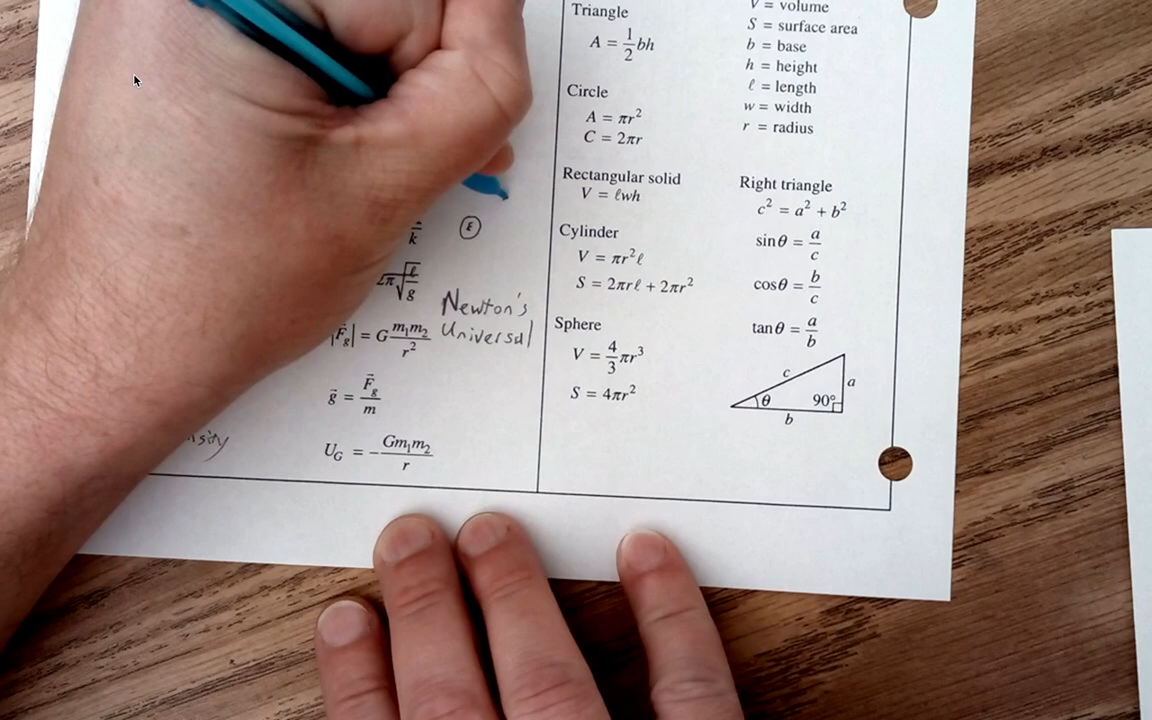 Triangle
A = 1/2 bh
Circle
A = πr²
C = 2πr
Rectangular solid
V = ℓwh
Cylinder
V = πr²ℓ
S = 2πrℓ + 2πr²
Sphere
V = 4/3 πr³
S = 4πr²
V = volume
S = surface area
b = base
h = height
ℓ = length
w = width
r = radius
Right triangle
c² = a² + b²
sinθ = a/c
cosθ = b/c
tanθ = a/b
c
a
θ
90°
b
k
E
2π√(ℓ/g)
Newton's
|F⃗g| = G m₁m₂/r²
Universal
g⃗ = F⃗g/m
U_G = −Gm₁m₂/r